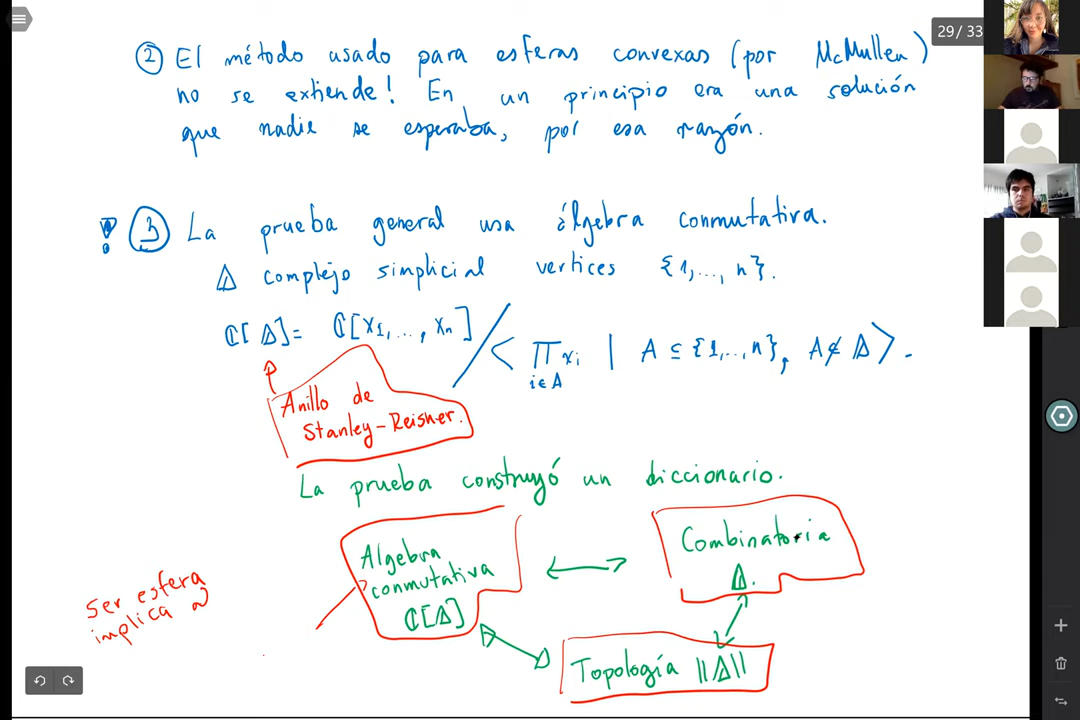 29/33
② El método usado para esferas convexas (por McMullen)
no se extiende! En un principio era una solución
que nadie se esperaba, por esa razón.
③ La prueba general usa álgebra conmutativa.
Δ complejo simplicial vertices {1,..., n}.
ℂ[Δ] = ℂ[x₁,..., xₙ] / < ∏ xᵢ | A ⊆ {1,..,n}, A ∉ Δ >.
i∈A
Anillo de
Stanley-Reisner.
La prueba construyó un diccionario.
Álgebra
conmutativa
ℂ[Δ]
Combinatoria
Δ.
Topología ||Δ||
Ser esfera
implica